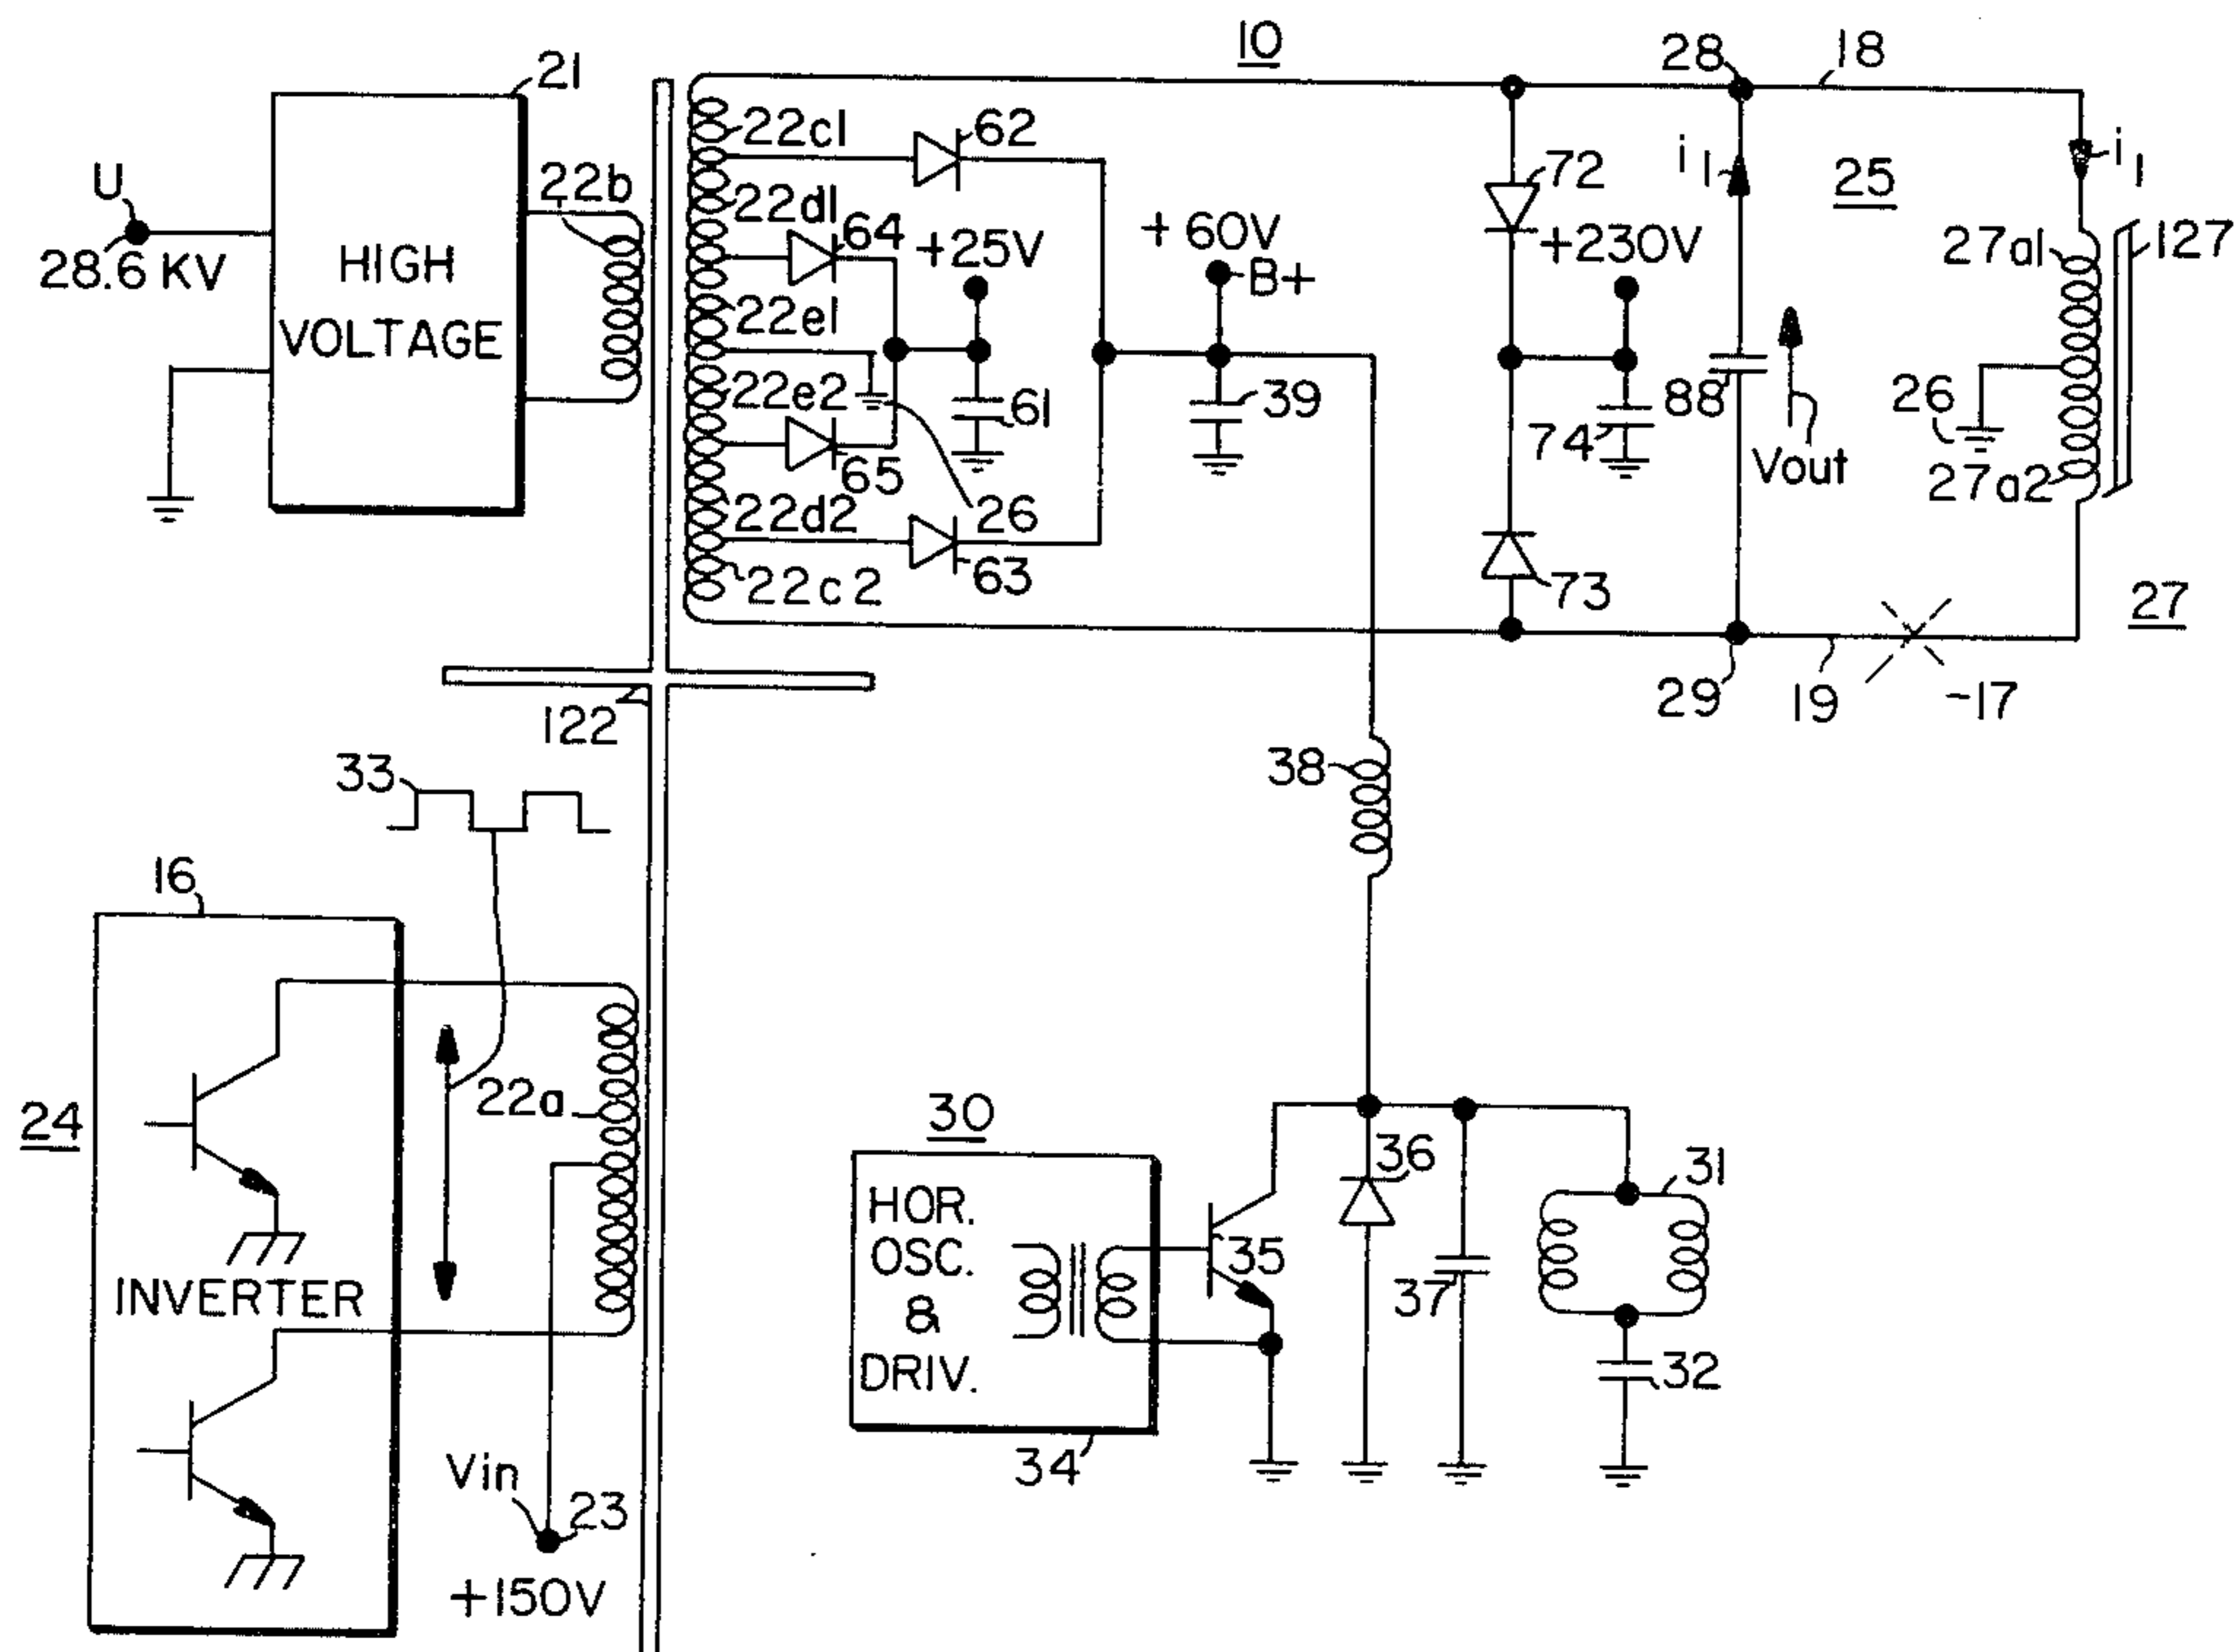 10
21
U
28.6 KV
HIGH
VOLTAGE
22b
22c1
62
22d1
64
+25V
22e1
22e2
61
65
26
22d2
63
22c2
+60V
B+
39
28
18
i1
i1
25
72
+230V
27a1
127
88
26
74
Vout
27a2
73
27
29
19
17
122
38
33
16
24
22a
INVERTER
Vin
23
+150V
30
HOR.
OSC.
&
DRIV.
34
35
36
37
31
32